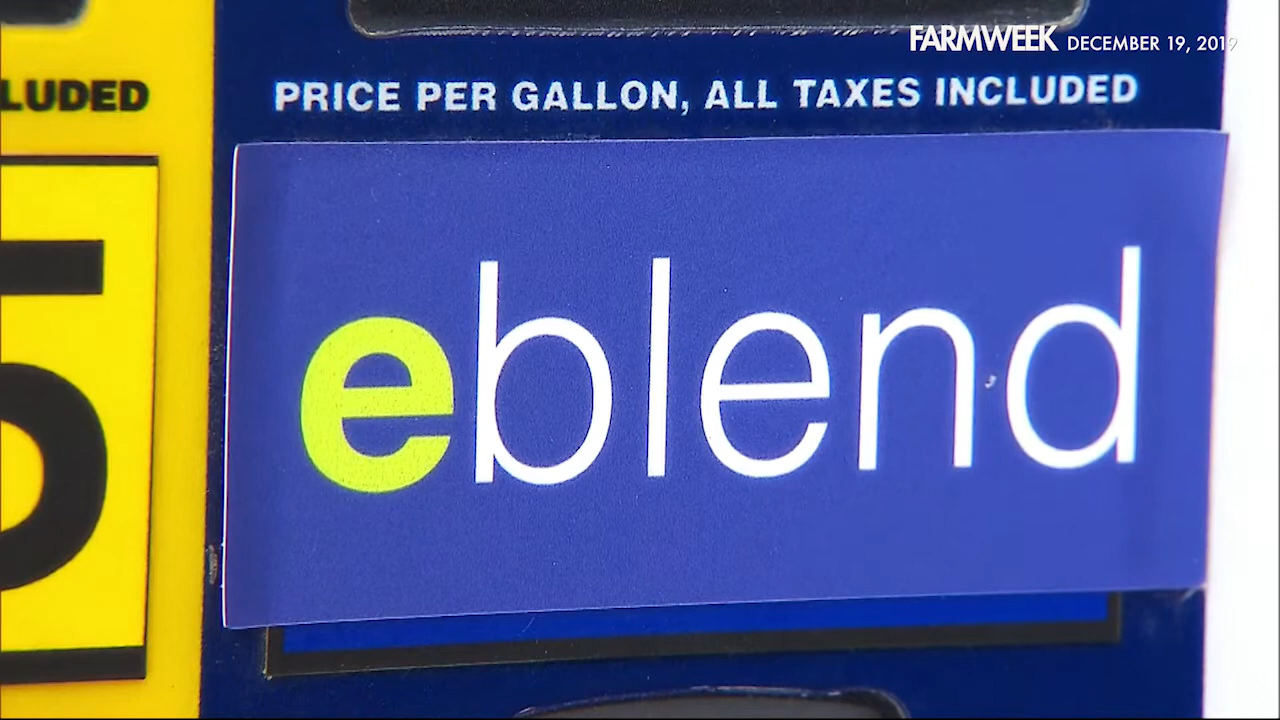 FARMWEEK DECEMBER 19, 2019
LUDED
PRICE PER GALLON, ALL TAXES INCLUDED
5
eblend